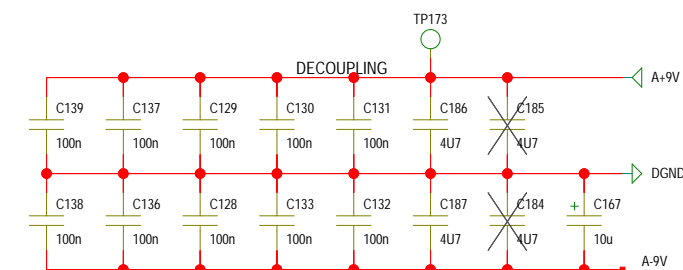 TP173
DECOUPLING
A+9V
C139 C137 C129 C130 C131 C186 C185
100n 100n 100n 100n 100n 4U7 4U7
DGND
C138 C136 C128 C133 C132 C187 C184 + C167
100n 100n 100n 100n 100n 4U7 4U7 10u
A-9V